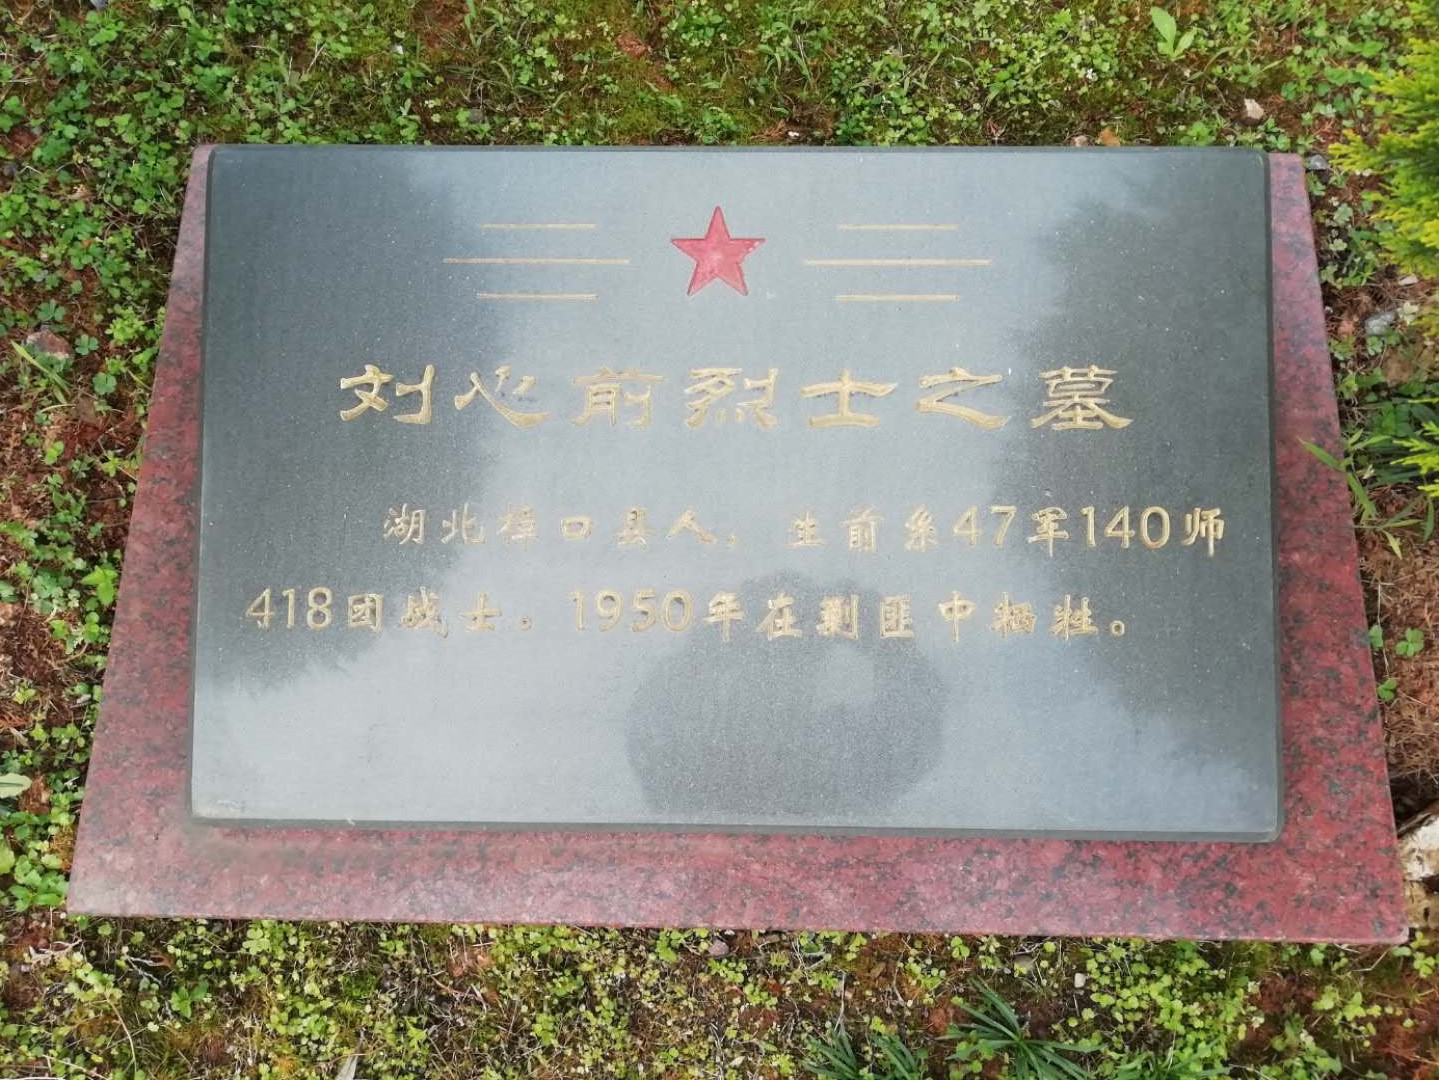 刘心前烈士之墓
湖北樟口县人，生前系47军140师
418团战士。1950年在剿匪中牺牲。